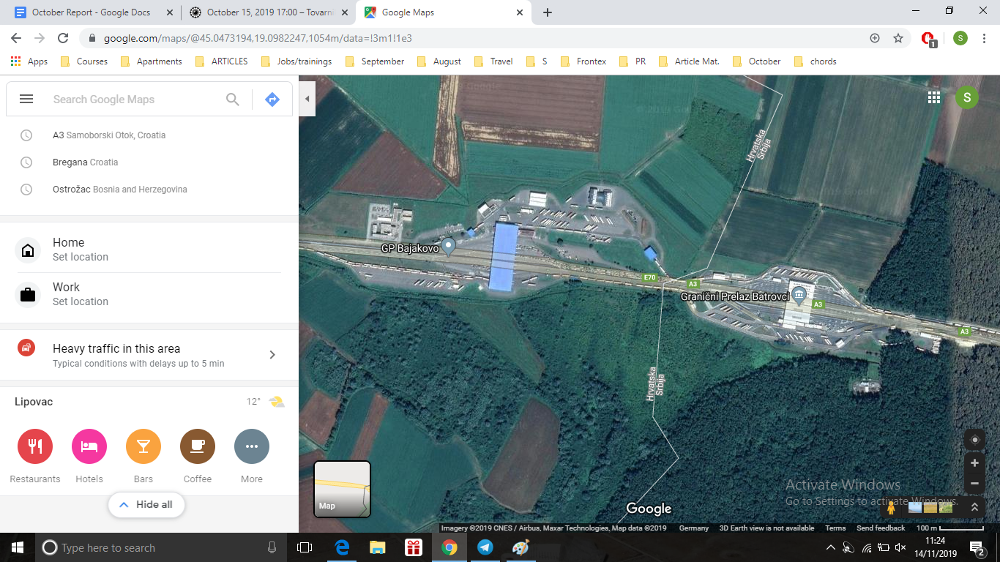 October Report - Google Docs
October 15, 2019 17:00 – Tovarni
Google Maps
google.com/maps/@45.0473194,19.0982247,1054m/data=!3m1!1e3
1
S
Apps
Courses
Apartments
ARTICLES
Jobs/trainings
September
August
Travel
S
Frontex
PR
Article Mat.
October
chords
Search Google Maps
A3 Samoborski Otok, Croatia
Bregana Croatia
Ostrožac Bosnia and Herzegovina
Home
Set location
Work
Set location
Heavy traffic in this area
Typical conditions with delays up to 5 min
Lipovac
12°
Restaurants
Hotels
Bars
Coffee
More
Hide all
S
Hrvatska
Srbija
GP Bajakovo
E70
A3
Granični Prelaz Batrovci
A3
A3
Hrvatska
Srbija
Map
Google
Activate Windows
Go to Settings to activate Windows.
Imagery ©2019 CNES / Airbus, Maxar Technologies, Map data ©2019
Germany
3D Earth view is not available
Terms
Send feedback
100 m
Type here to search
11:24
14/11/2019
2